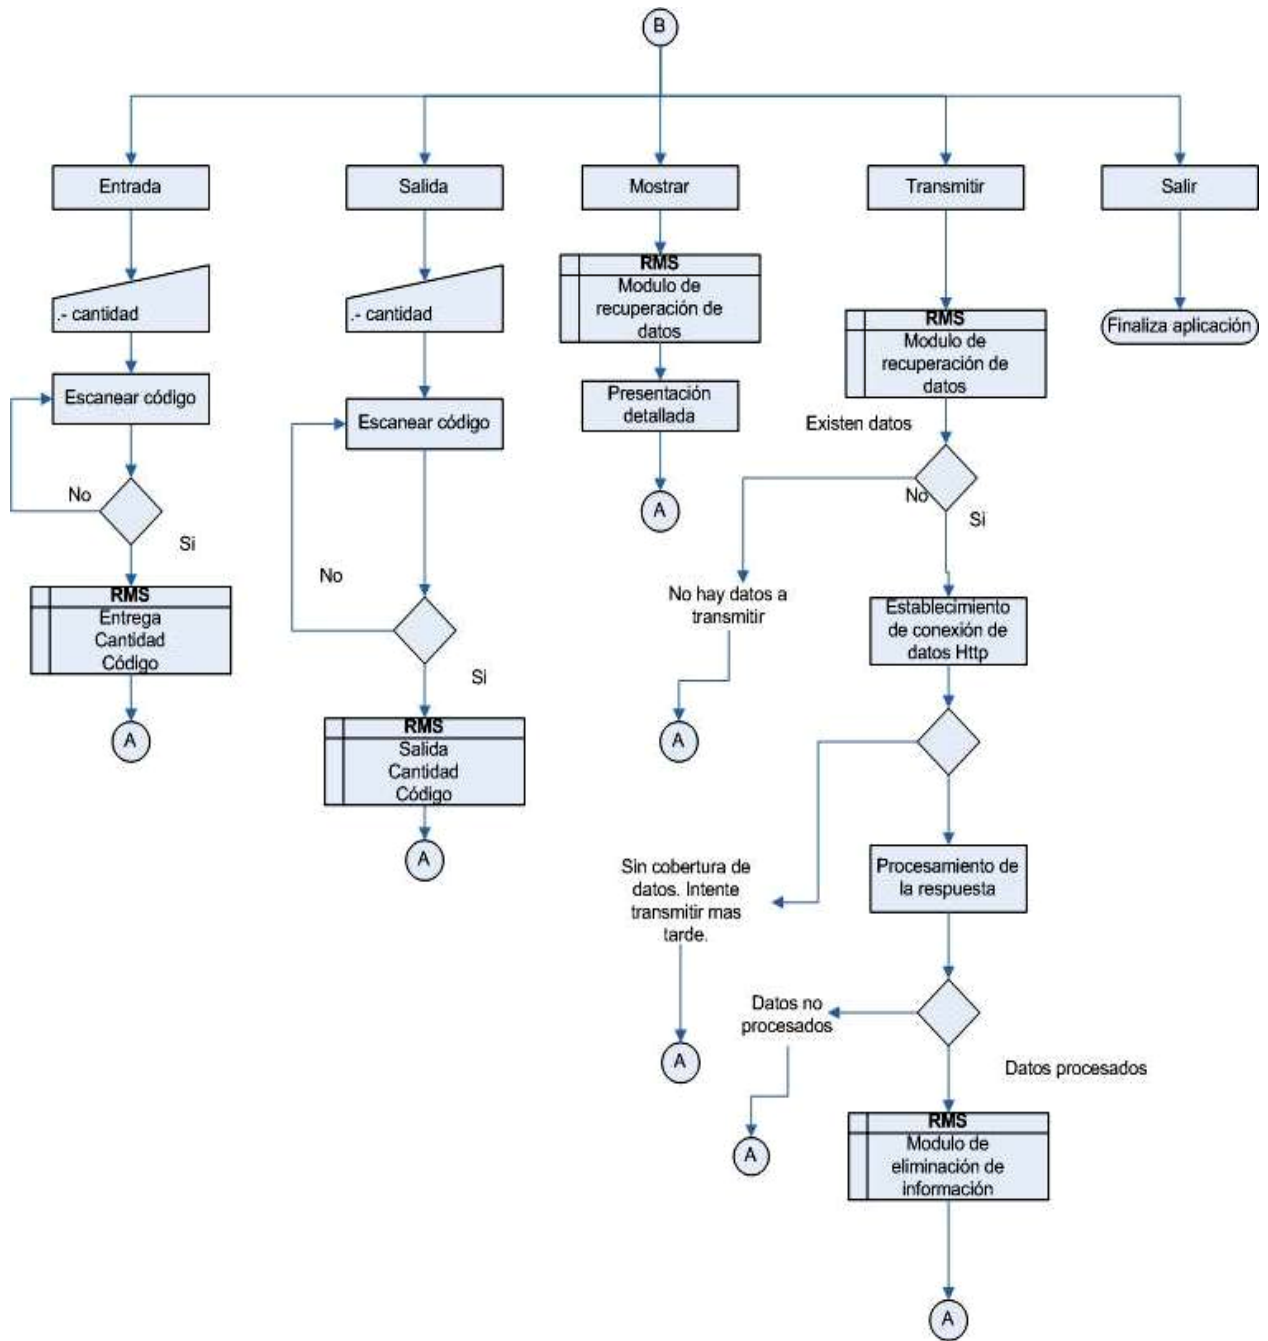 B
Entrada
Salida
Mostrar
Transmitir
Salir
.- cantidad
Escanear código
No
Si
RMS
Entrega
Cantidad
Código
A
.- cantidad
Escanear código
No
Si
RMS
Salida
Cantidad
Código
A
RMS
Modulo de
recuperación de
datos
Presentación
detallada
A
RMS
Modulo de
recuperación de
datos
Existen datos
No
Si
No hay datos a
transmitir
A
Establecimiento
de conexión de
datos Http
Sin cobertura de
datos. Intente
transmitir mas
tarde.
A
Procesamiento de
la respuesta
Datos no
procesados
A
Datos procesados
RMS
Modulo de
eliminación de
información
A
Finaliza aplicación